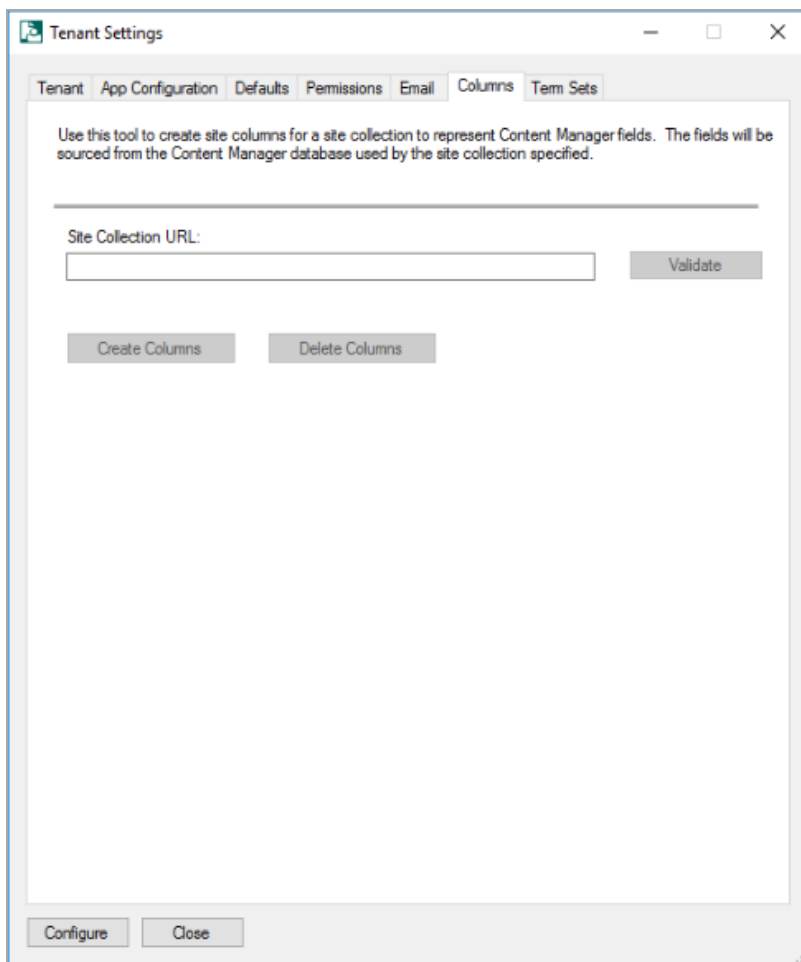 Tenant Settings
Tenant App Configuration Defaults Permissions Email Columns Term Sets
Use this tool to create site columns for a site collection to represent Content Manager fields. The fields will be
sourced from the Content Manager database used by the site collection specified.
Site Collection URL:
Validate
Create Columns Delete Columns
Configure Close